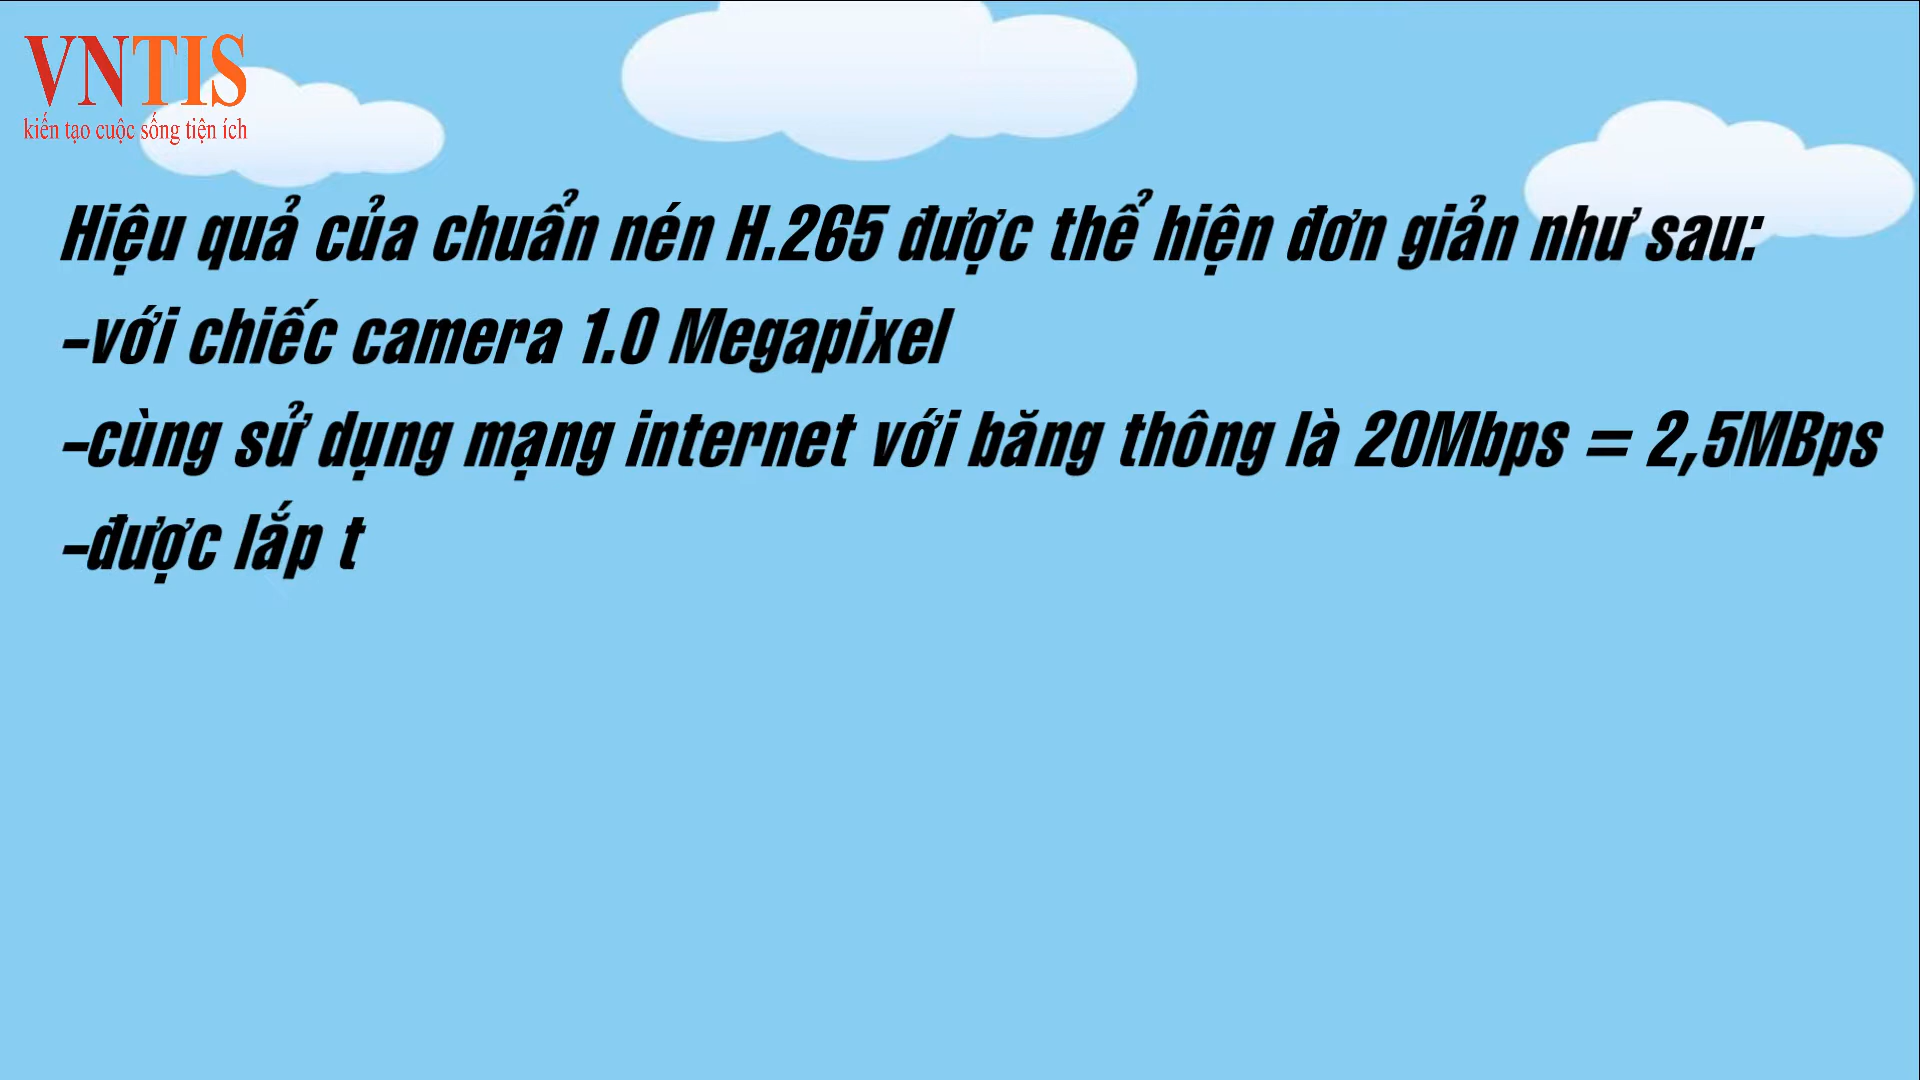 VNTIS
kiến tạo cuộc sống tiện ích
Hiệu quả của chuẩn nén H.265 được thể hiện đơn giản như sau:
-với chiếc camera 1.0 Megapixel
-cùng sử dụng mạng internet với băng thông là 20Mbps = 2,5MBps
-được lắp t